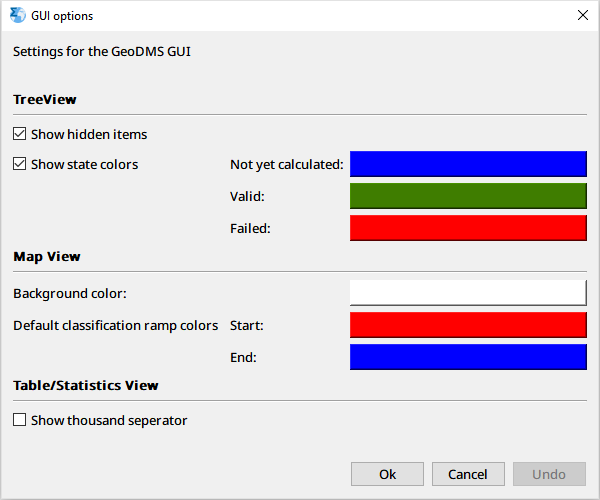 GUI options
Settings for the GeoDMS GUI
TreeView
Show hidden items
Show state colors Not yet calculated:
Valid:
Failed:
Map View
Background color:
Default classification ramp colors Start:
End:
Table/Statistics View
Show thousand seperator
Ok Cancel Undo